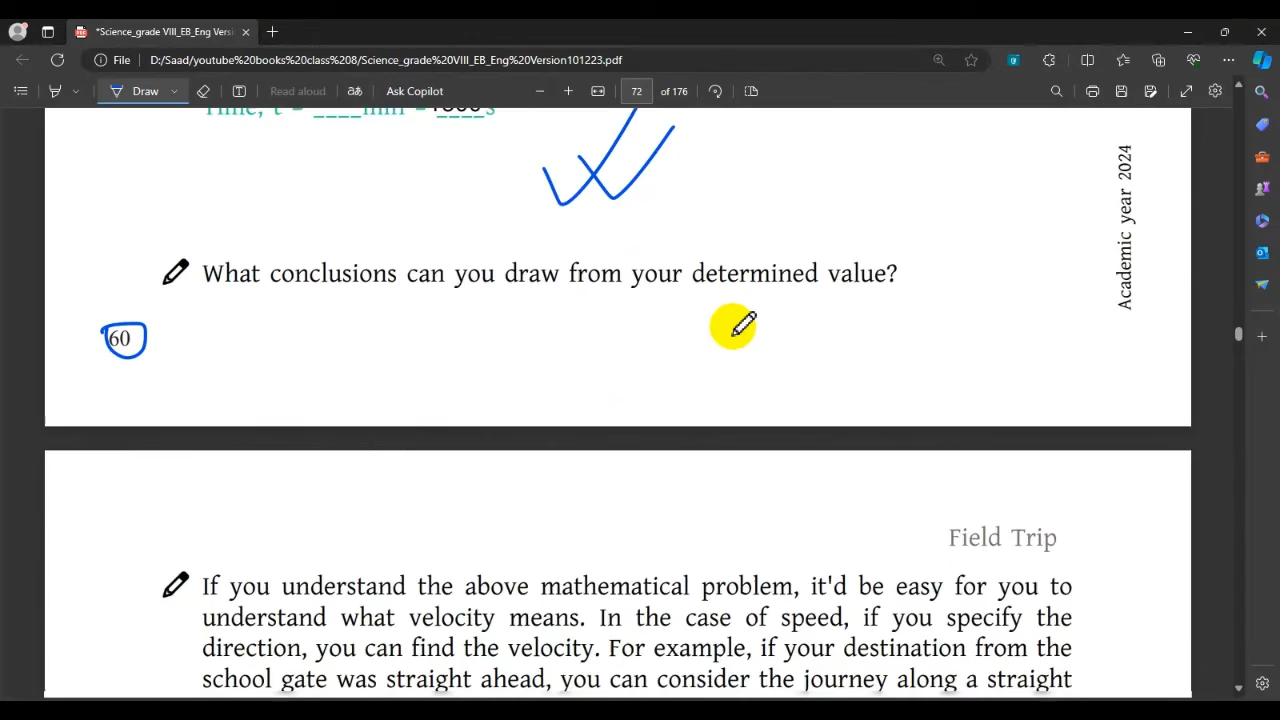 *Science_grade VIII_EB_Eng Versi
File
D:/Saad/youtube%20books%20class%208/Science_grade%20VIII_EB_Eng%20Version101223.pdf
Draw
Read aloud
Ask Copilot
72
of 176
Time, t = ____min = ____s
Academic year 2024
What conclusions can you draw from your determined value?
60
Field Trip
If you understand the above mathematical problem, it'd be easy for you to
understand what velocity means. In the case of speed, if you specify the
direction, you can find the velocity. For example, if your destination from the
school gate was straight ahead, you can consider the journey along a straight